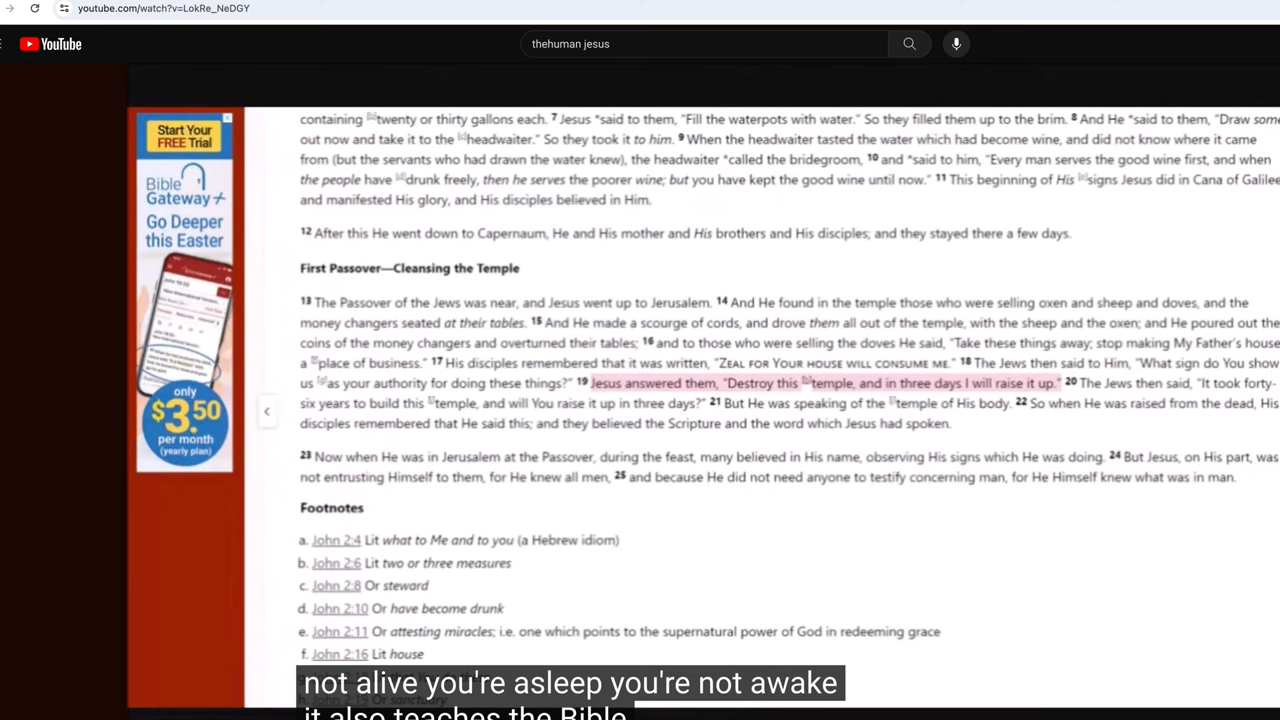 youtube.com/watch?v=LokRe_NeDGY
YouTube
thehuman jesus
Start Your
FREE Trial
Bible
Gateway+
Go Deeper
this Easter
only
$3.50
per month
(yearly plan)
containing [b]twenty or thirty gallons each. 7 Jesus *said to them, “Fill the waterpots with water.” So they filled them up to the brim. 8 And He *said to them, “Draw some
out now and take it to the [c]headwaiter.” So they took it to him. 9 When the headwaiter tasted the water which had become wine, and did not know where it came
from (but the servants who had drawn the water knew), the headwaiter *called the bridegroom, 10 and *said to him, “Every man serves the good wine first, and when
the people have [d]drunk freely, then he serves the poorer wine; but you have kept the good wine until now.” 11 This beginning of His [e]signs Jesus did in Cana of Galilee
and manifested His glory, and His disciples believed in Him.
12 After this He went down to Capernaum, He and His mother and His brothers and His disciples; and they stayed there a few days.
First Passover—Cleansing the Temple
13 The Passover of the Jews was near, and Jesus went up to Jerusalem. 14 And He found in the temple those who were selling oxen and sheep and doves, and the
money changers seated at their tables. 15 And He made a scourge of cords, and drove them all out of the temple, with the sheep and the oxen; and He poured out the
coins of the money changers and overturned their tables; 16 and to those who were selling the doves He said, “Take these things away; stop making My Father’s house
a [f]place of business.” 17 His disciples remembered that it was written, “ZEAL FOR YOUR HOUSE WILL CONSUME ME.” 18 The Jews then said to Him, “What sign do You show
us [g]as your authority for doing these things?” 19 Jesus answered them, “Destroy this [h]temple, and in three days I will raise it up.” 20 The Jews then said, “It took forty-
six years to build this temple, and will You raise it up in three days?” 21 But He was speaking of the temple of His body. 22 So when He was raised from the dead, His
disciples remembered that He said this; and they believed the Scripture and the word which Jesus had spoken.
23 Now when He was in Jerusalem at the Passover, during the feast, many believed in His name, observing His signs which He was doing. 24 But Jesus, on His part, was
not entrusting Himself to them, for He knew all men, 25 and because He did not need anyone to testify concerning man, for He Himself knew what was in man.
Footnotes
a. John 2:4 Lit what to Me and to you (a Hebrew idiom)
b. John 2:6 Lit two or three measures
c. John 2:8 Or steward
d. John 2:10 Or have become drunk
e. John 2:11 Or attesting miracles; i.e. one which points to the supernatural power of God in redeeming grace
f. John 2:16 Lit house
not alive you're asleep you're not awake
it also teaches the Bible